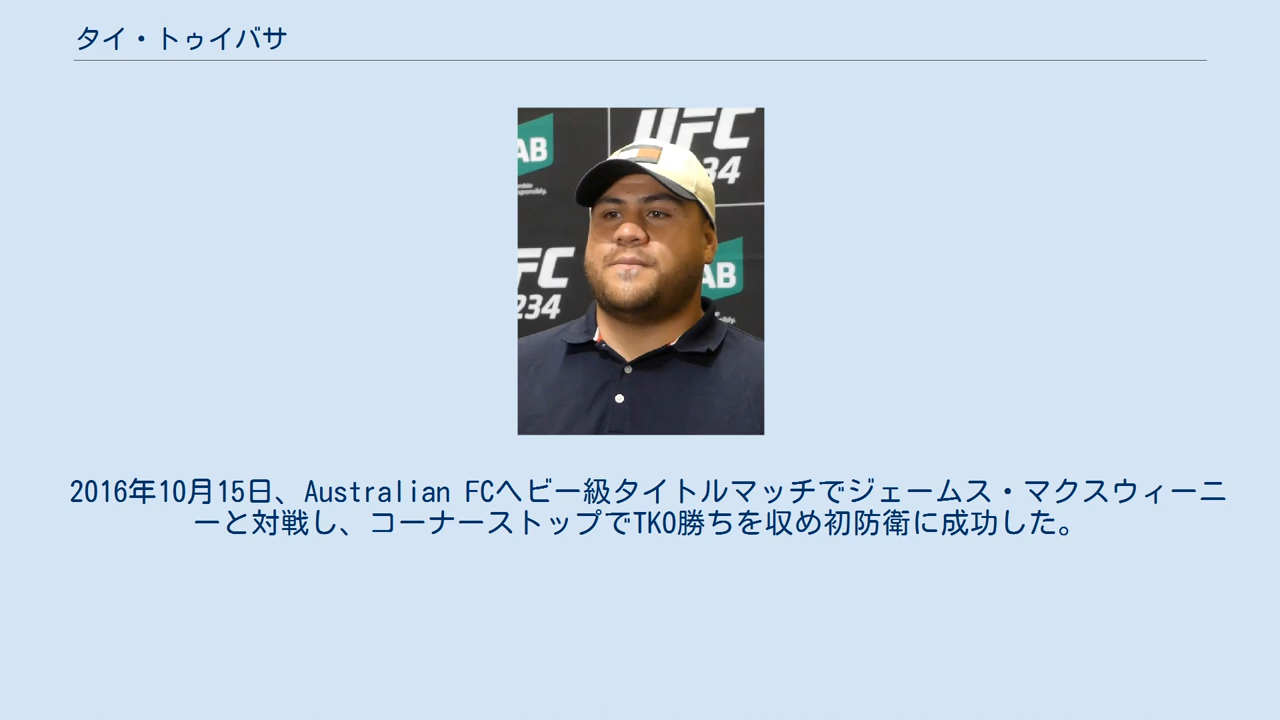 タイ・トゥイバサ
UFC
AB
234
FC
AB
234
2016年10月15日、Australian FCヘビー級タイトルマッチでジェームス・マクスウィーニ
ーと対戦し、コーナーストップでTKO勝ちを収め初防衛に成功した。